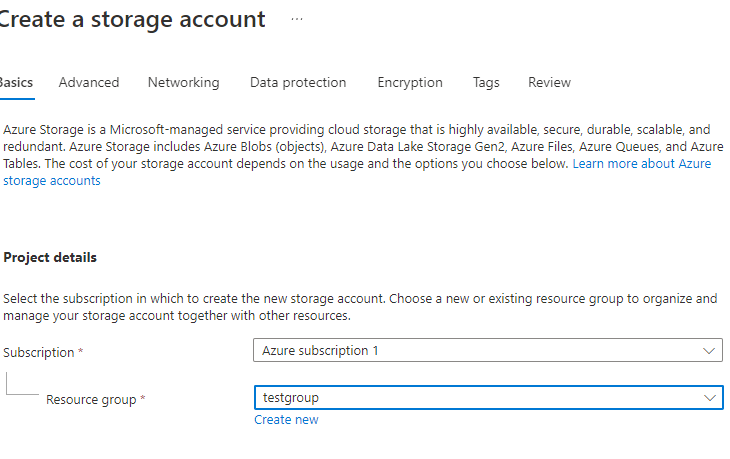 Create a storage account ...
Basics Advanced Networking Data protection Encryption Tags Review
Azure Storage is a Microsoft-managed service providing cloud storage that is highly available, secure, durable, scalable, and
redundant. Azure Storage includes Azure Blobs (objects), Azure Data Lake Storage Gen2, Azure Files, Azure Queues, and Azure
Tables. The cost of your storage account depends on the usage and the options you choose below. Learn more about Azure
storage accounts
Project details
Select the subscription in which to create the new storage account. Choose a new or existing resource group to organize and
manage your storage account together with other resources.
Subscription * Azure subscription 1
Resource group * testgroup
Create new